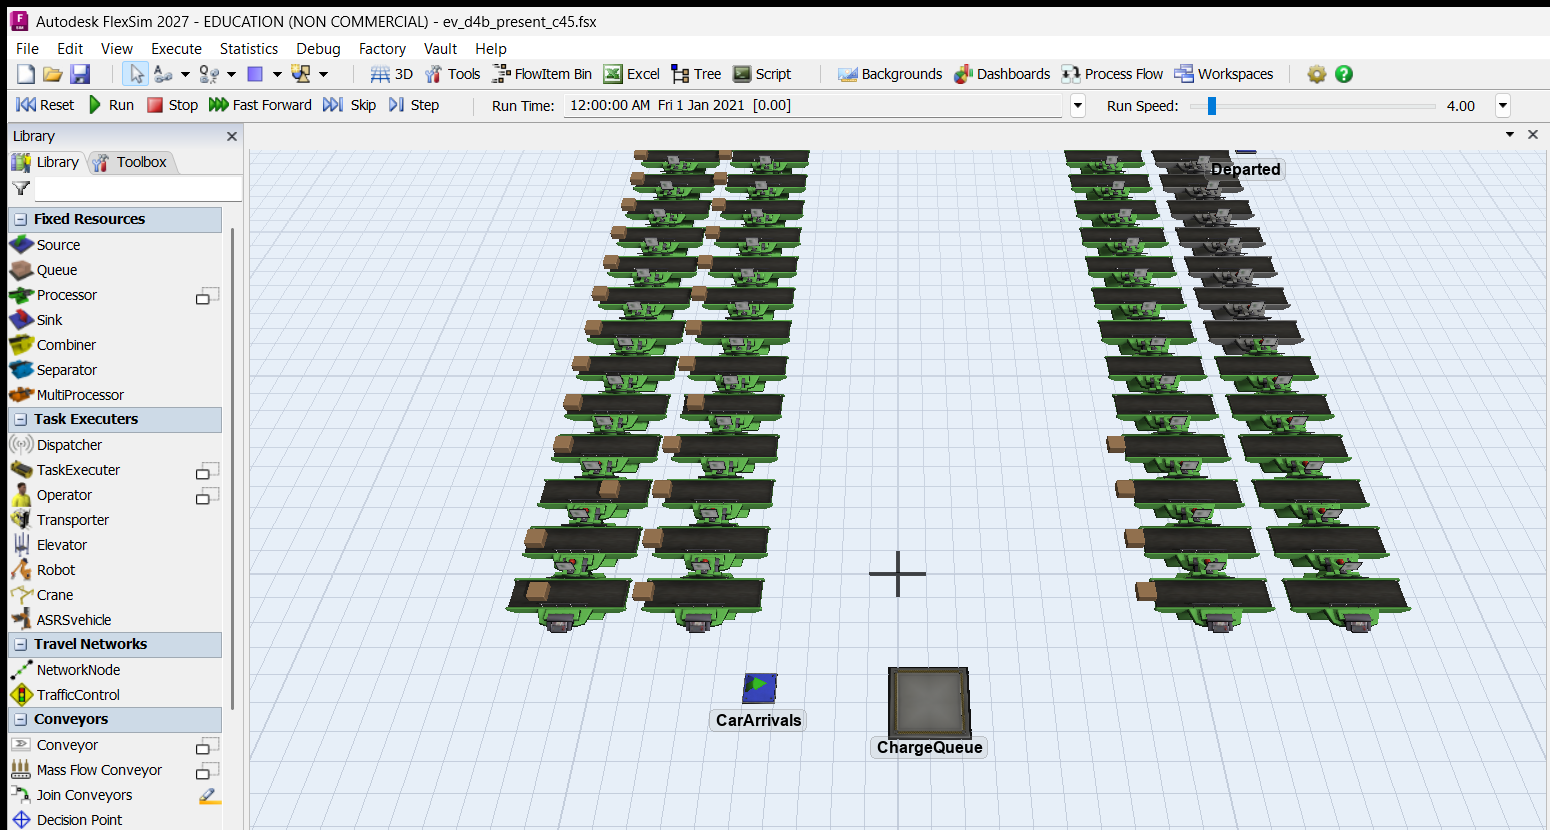 Autodesk FlexSim 2027 - EDUCATION (NON COMMERCIAL) - ev_d4b_present_c45.fsx
File Edit View Execute Statistics Debug Factory Vault Help
3D Tools FlowItem Bin Excel Tree Script Backgrounds Dashboards Process Flow Workspaces
Reset Run Stop Fast Forward Skip Step Run Time: 12:00:00 AM Fri 1 Jan 2021 [0.00] Run Speed: 4.00
Library
Library Toolbox
Fixed Resources
Source
Queue
Processor
Sink
Combiner
Separator
MultiProcessor
Task Executers
Dispatcher
TaskExecuter
Operator
Transporter
Elevator
Robot
Crane
ASRSvehicle
Travel Networks
NetworkNode
TrafficControl
Conveyors
Conveyor
Mass Flow Conveyor
Join Conveyors
Decision Point
Departed
CarArrivals
ChargeQueue